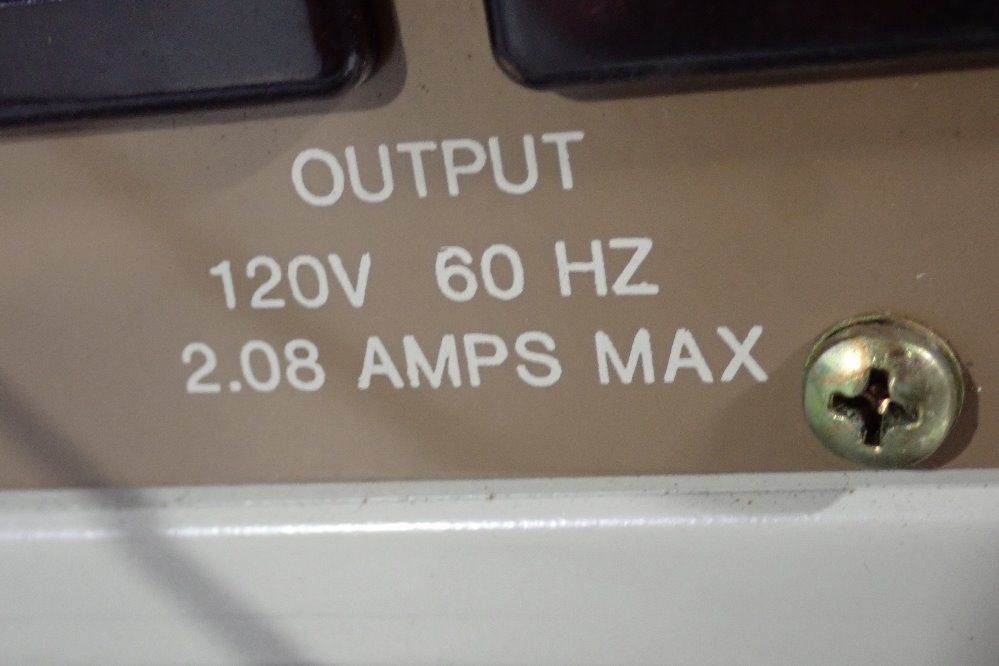 OUTPUT
120V 60 HZ
2.08 AMPS MAX